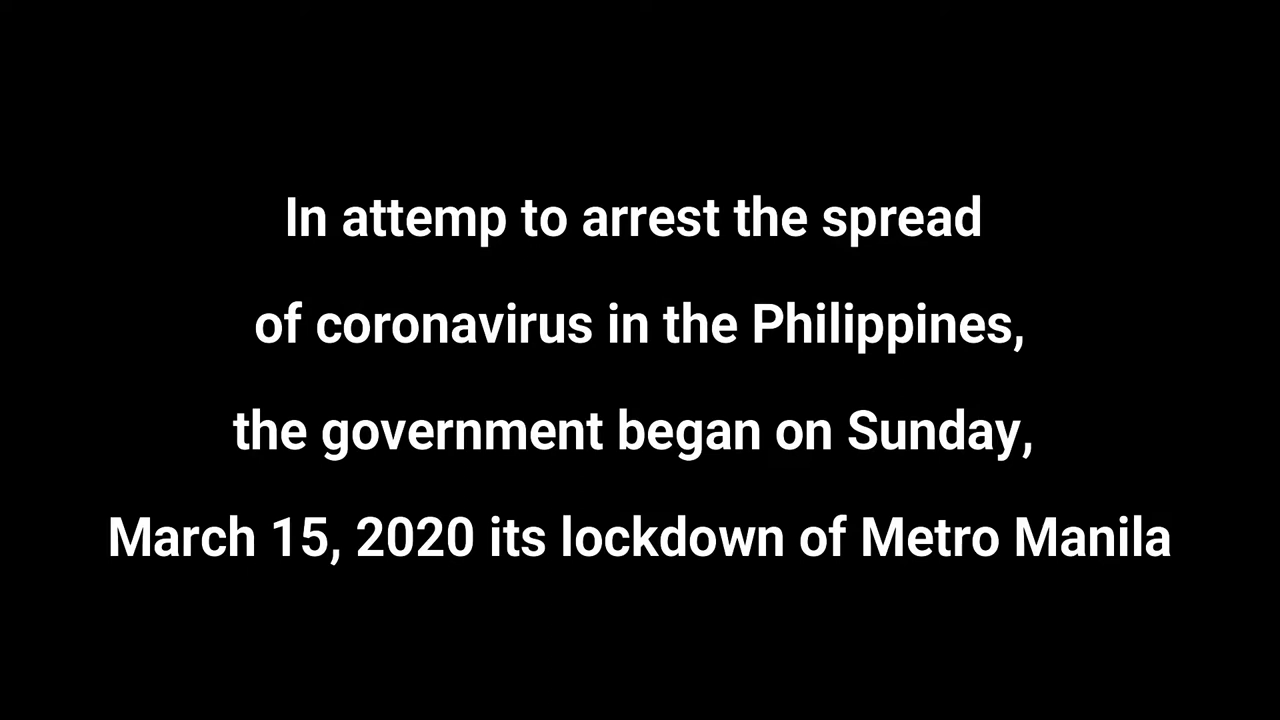 In attemp to arrest the spread
of coronavirus in the Philippines,
the government began on Sunday,
March 15, 2020 its lockdown of Metro Manila